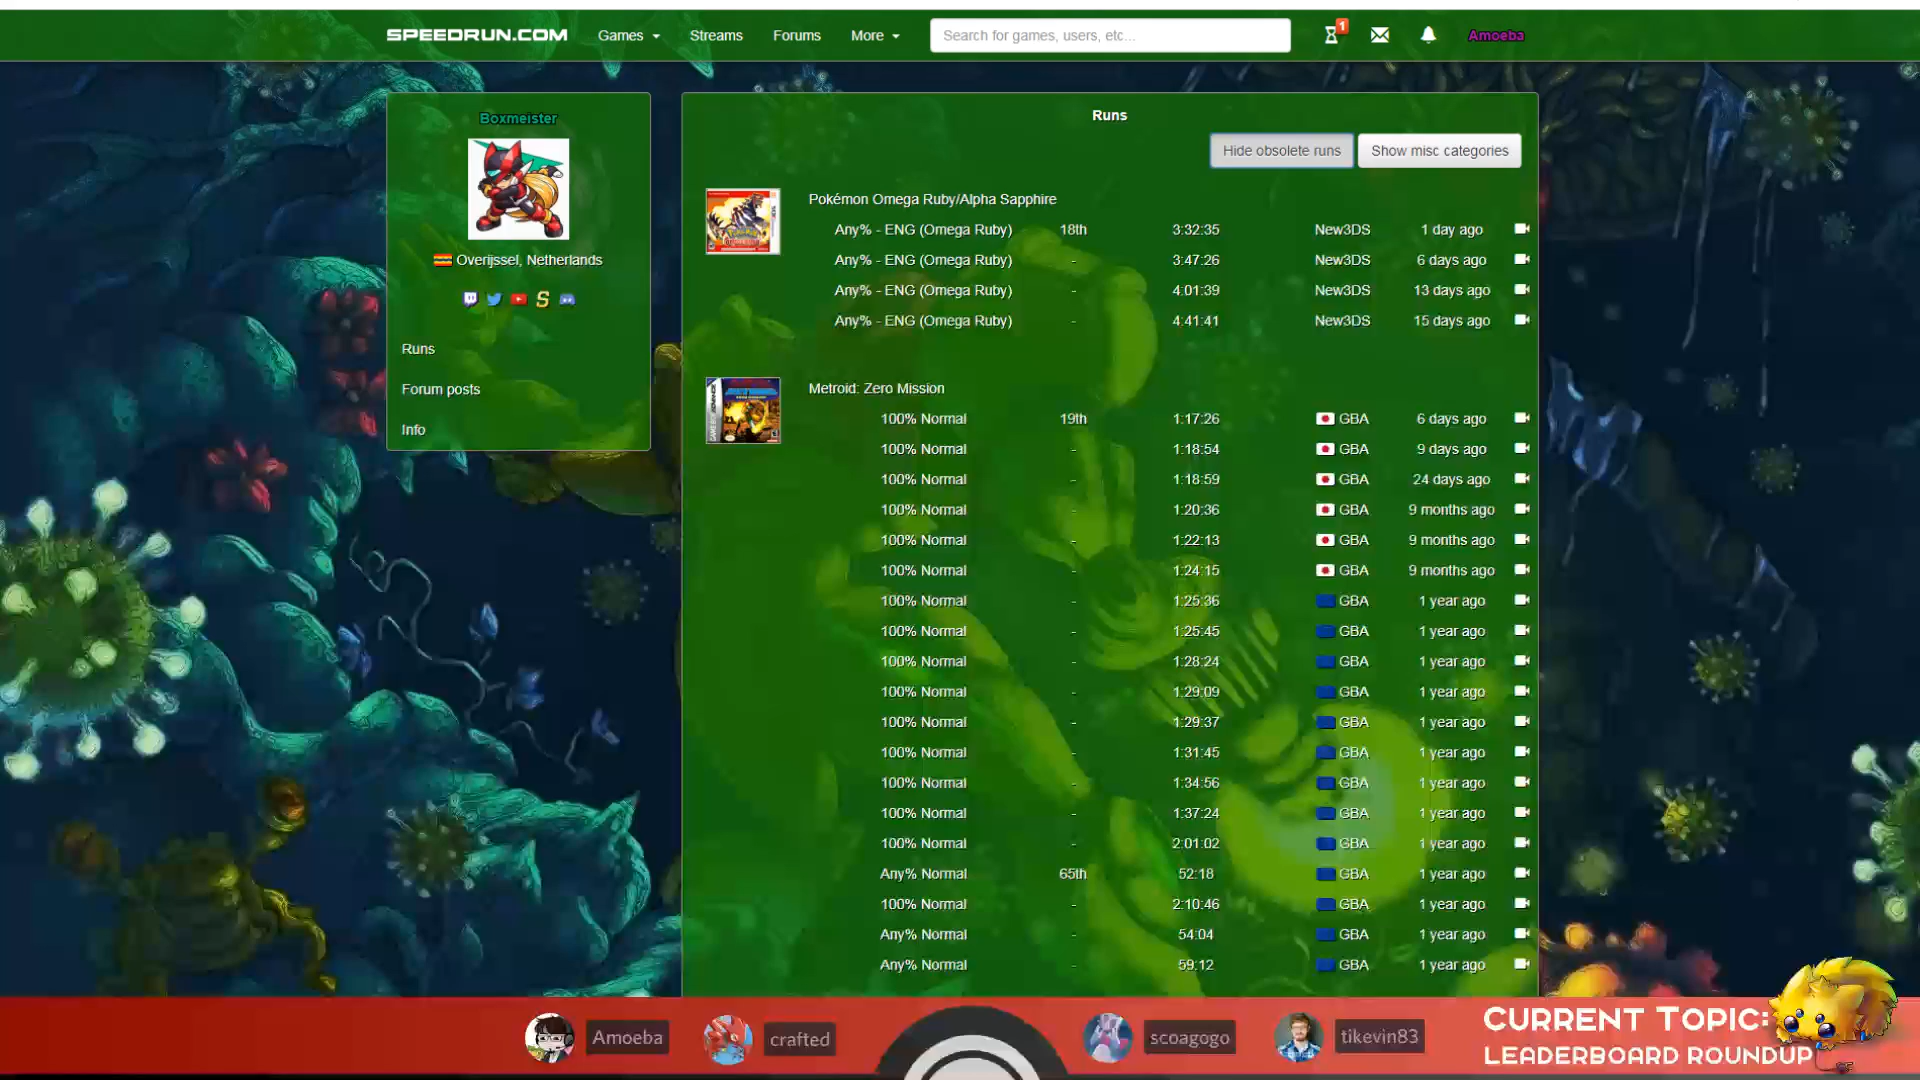 SPEEDRUN.COM Games Streams Forums More Search for games, users, etc... 1 Amoeba
Boxmeister
Overijssel, Netherlands
Runs
Forum posts
Info
Runs
Hide obsolete runs Show misc categories
Pokémon Omega Ruby/Alpha Sapphire
Any% - ENG (Omega Ruby) 18th 3:32:35 New3DS 1 day ago
Any% - ENG (Omega Ruby) - 3:47:26 New3DS 6 days ago
Any% - ENG (Omega Ruby) - 4:01:39 New3DS 13 days ago
Any% - ENG (Omega Ruby) - 4:41:41 New3DS 15 days ago
Metroid: Zero Mission
100% Normal 19th 1:17:26 GBA 6 days ago
100% Normal - 1:18:54 GBA 9 days ago
100% Normal - 1:18:59 GBA 24 days ago
100% Normal - 1:20:36 GBA 9 months ago
100% Normal - 1:22:13 GBA 9 months ago
100% Normal - 1:24:15 GBA 9 months ago
100% Normal - 1:25:36 GBA 1 year ago
100% Normal - 1:25:45 GBA 1 year ago
100% Normal - 1:28:24 GBA 1 year ago
100% Normal - 1:29:09 GBA 1 year ago
100% Normal - 1:29:37 GBA 1 year ago
100% Normal - 1:31:45 GBA 1 year ago
100% Normal - 1:34:56 GBA 1 year ago
100% Normal - 1:37:24 GBA 1 year ago
100% Normal - 2:01:02 GBA 1 year ago
Any% Normal 65th 52:18 GBA 1 year ago
100% Normal - 2:10:46 GBA 1 year ago
Any% Normal - 54:04 GBA 1 year ago
Any% Normal - 59:12 GBA 1 year ago
Amoeba crafted scoagogo tikevin83
CURRENT TOPIC:
LEADERBOARD ROUNDUP